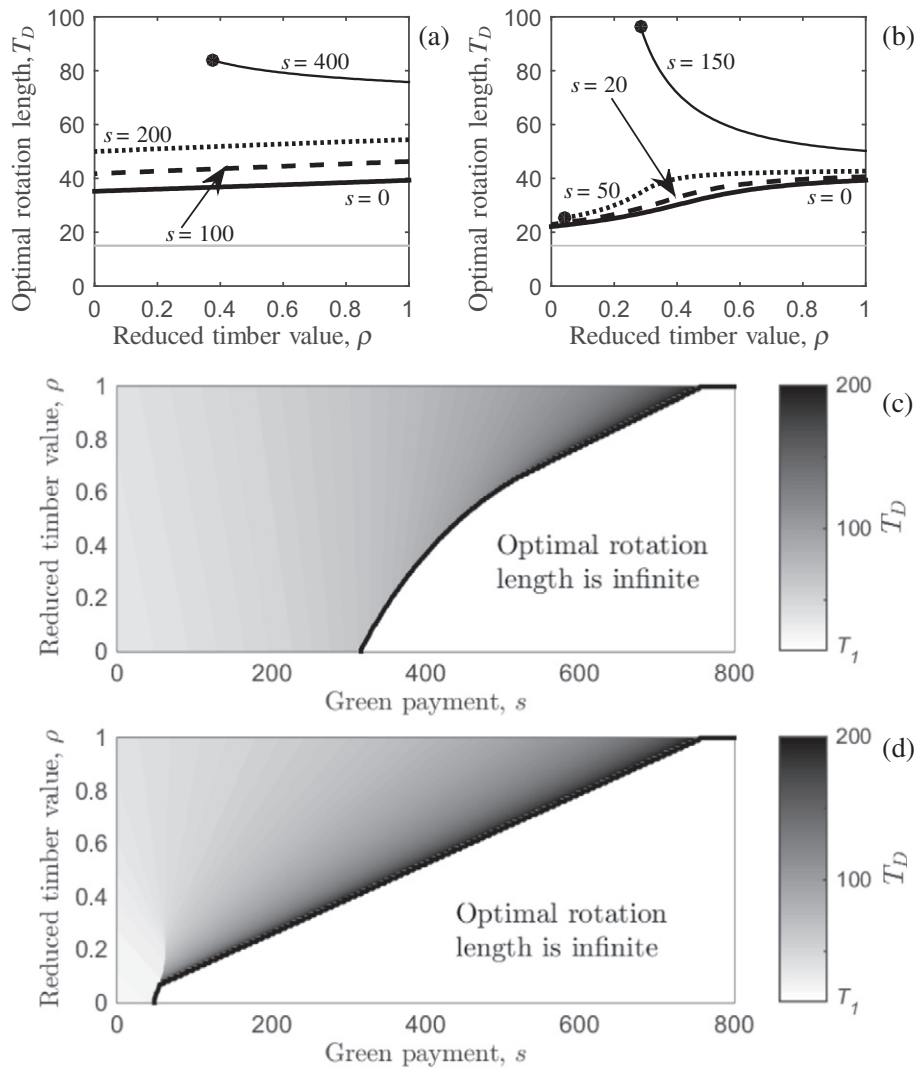 Optimal rotation length, T_D
100
80
60
40
20
0
0
0.2
0.4
0.6
0.8
1
Reduced timber value, ρ
(a)
s = 400
s = 200
s = 100
s = 0
Optimal rotation length, T_D
100
80
60
40
20
0
0
0.2
0.4
0.6
0.8
1
Reduced timber value, ρ
(b)
s = 150
s = 20
s = 50
s = 0
Reduced timber value, ρ
1
0.8
0.6
0.4
0.2
0
0
200
400
600
800
Green payment, s
Optimal rotation
length is infinite
200
100
T_1
T_D
(c)
Reduced timber value, ρ
1
0.8
0.6
0.4
0.2
0
0
200
400
600
800
Green payment, s
Optimal rotation
length is infinite
200
100
T_1
T_D
(d)